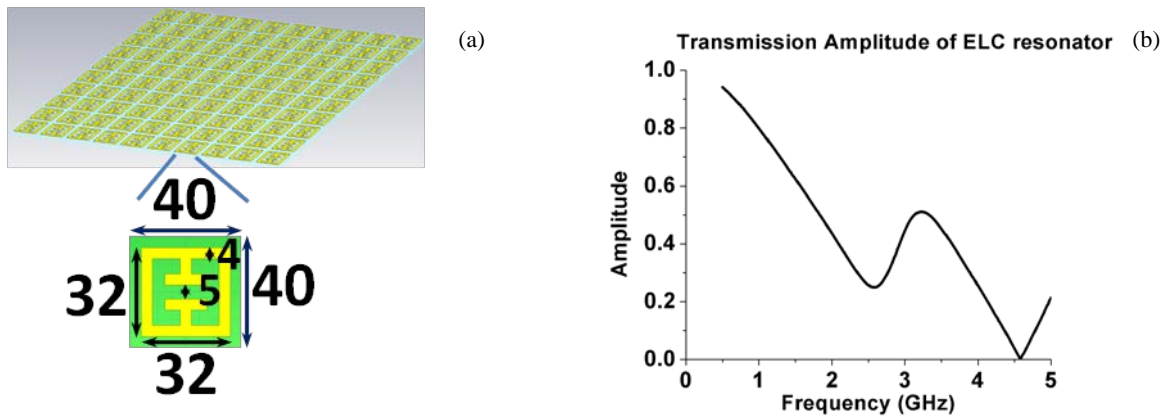 (a)
40
4
5
32
40
32
Transmission Amplitude of ELC resonator
(b)
1.0
0.8
0.6
0.4
0.2
0.0
Amplitude
0 1 2 3 4 5
Frequency (GHz)